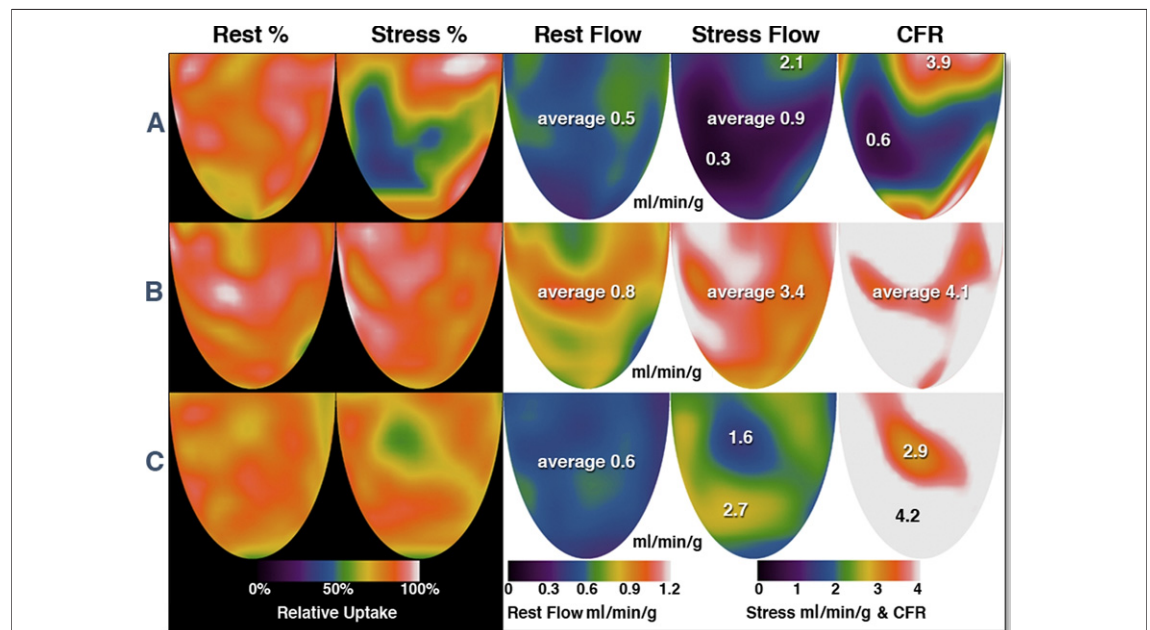 Rest % Stress % Rest Flow Stress Flow CFR
A
2.1 3.9
average 0.5 average 0.9
0.6
0.3
ml/min/g
B
average 0.8 average 3.4 average 4.1
ml/min/g
C
1.6
2.9
average 0.6
2.7 4.2
ml/min/g
0% 50% 100% 0 0.3 0.6 0.9 1.2 0 1 2 3 4
Relative Uptake Rest Flow ml/min/g Stress ml/min/g & CFR